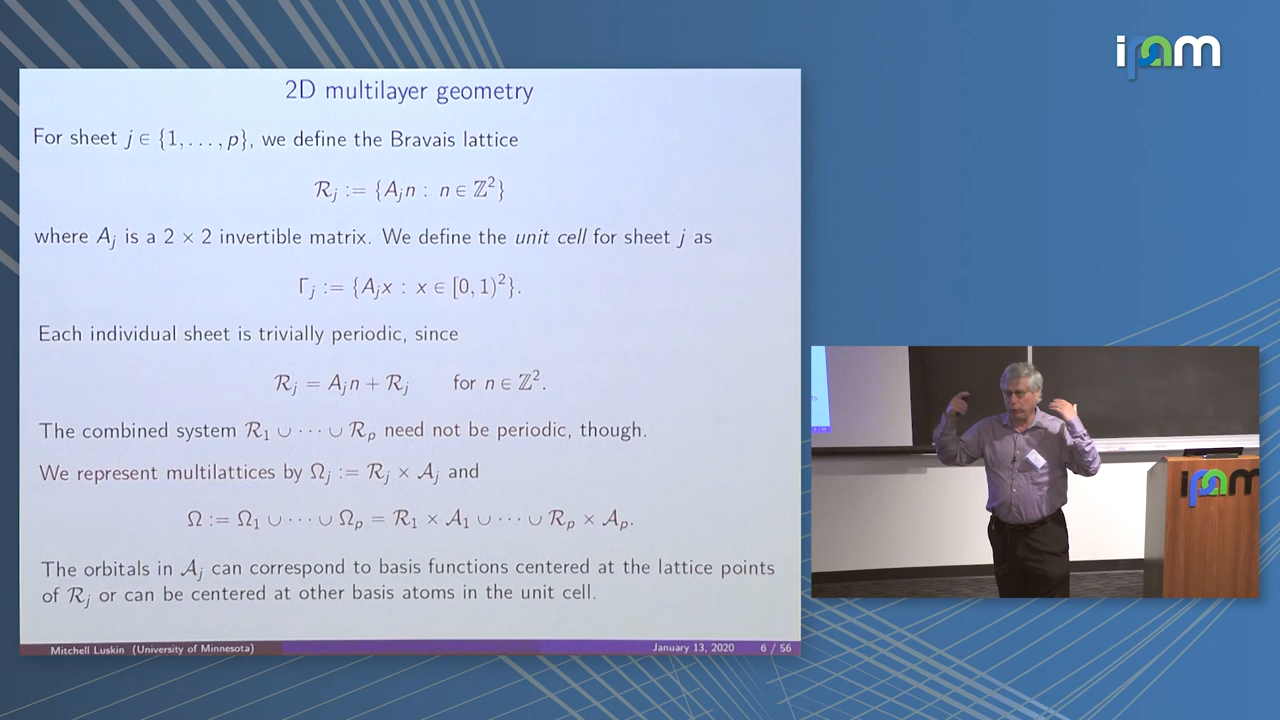 ipam
2D multilayer geometry
For sheet j ∈ {1, . . . , p}, we define the Bravais lattice
ℛⱼ := {Aⱼn : n ∈ ℤ²}
where Aⱼ is a 2 × 2 invertible matrix. We define the unit cell for sheet j as
Γⱼ := {Aⱼx : x ∈ [0, 1)²}.
Each individual sheet is trivially periodic, since
ℛⱼ = Aⱼn + ℛⱼ for n ∈ ℤ².
The combined system ℛ₁ ∪ · · · ∪ ℛₚ need not be periodic, though.
We represent multilattices by Ωⱼ := ℛⱼ × 𝒜ⱼ and
Ω := Ω₁ ∪ · · · ∪ Ωₚ = ℛ₁ × 𝒜₁ ∪ · · · ∪ ℛₚ × 𝒜ₚ.
The orbitals in 𝒜ⱼ can correspond to basis functions centered at the lattice points
of ℛⱼ or can be centered at other basis atoms in the unit cell.
Mitchell Luskin (University of Minnesota) January 13, 2020 6 / 56
ipam